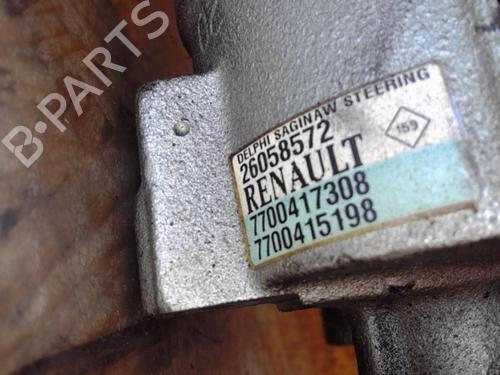 B-PARTS
DELPHI SAGINAW STEERING
26058572
RENAULT
159
7700417308
7700415198